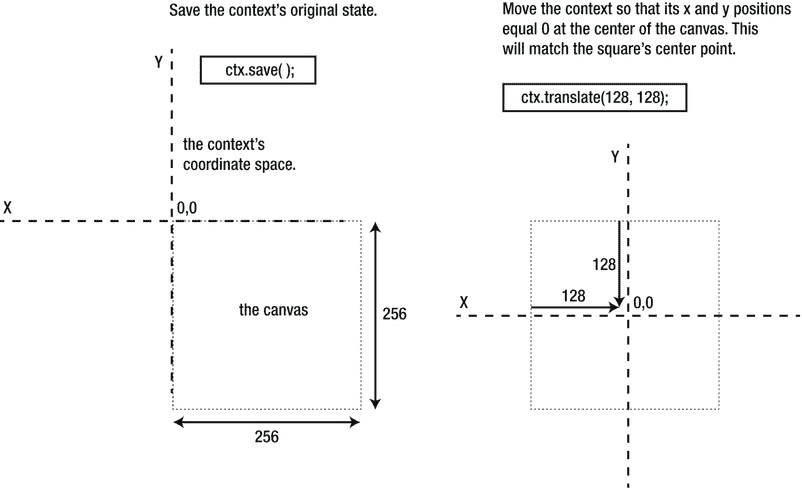 Save the context's original state.
Y
ctx.save( );
the context's
coordinate space.
X
0,0
the canvas
256
256
Move the context so that its x and y positions
equal 0 at the center of the canvas. This
will match the square's center point.
ctx.translate(128, 128);
Y
128
128
X
0,0